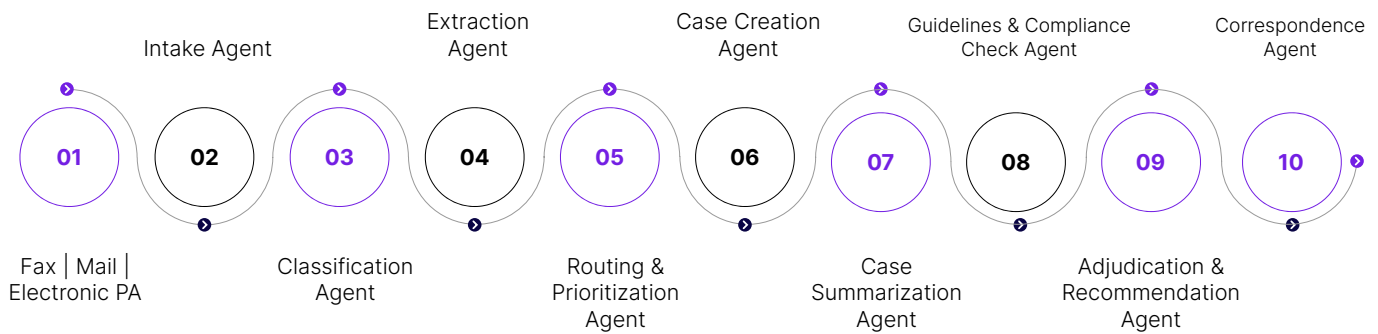 Intake Agent
Extraction
Agent
Case Creation
Agent
Guidelines & Compliance
Check Agent
Correspondence
Agent
01
02
03
04
05
06
07
08
09
10
Fax | Mail |
Electronic PA
Classification
Agent
Routing &
Prioritization
Agent
Case
Summarization
Agent
Adjudication &
Recommendation
Agent